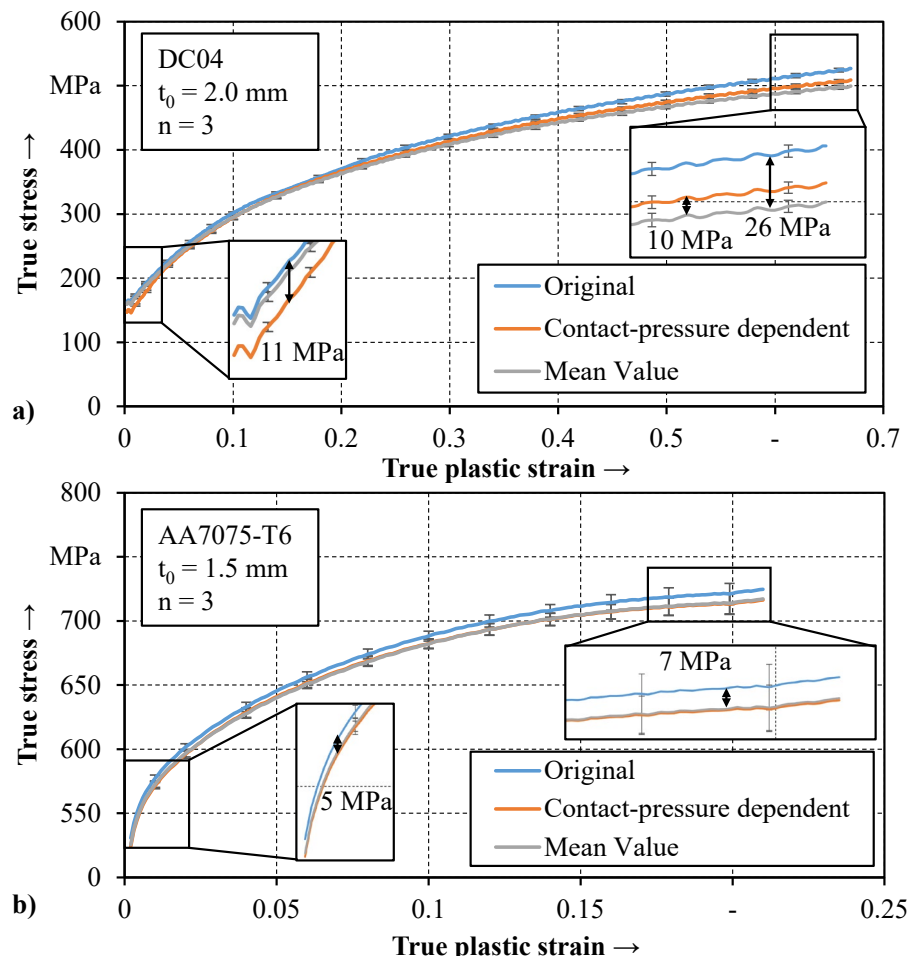 600
MPa
400
300
200
100
0
True stress →
DC04
t₀ = 2.0 mm
n = 3
11 MPa
10 MPa
26 MPa
Original
Contact-pressure dependent
Mean Value
a)
0
0.1
0.2
0.3
0.4
0.5
-
0.7
True plastic strain →
800
MPa
700
650
600
550
0
True stress →
AA7075-T6
t₀ = 1.5 mm
n = 3
5 MPa
7 MPa
Original
Contact-pressure dependent
Mean Value
b)
0
0.05
0.1
0.15
-
0.25
True plastic strain →